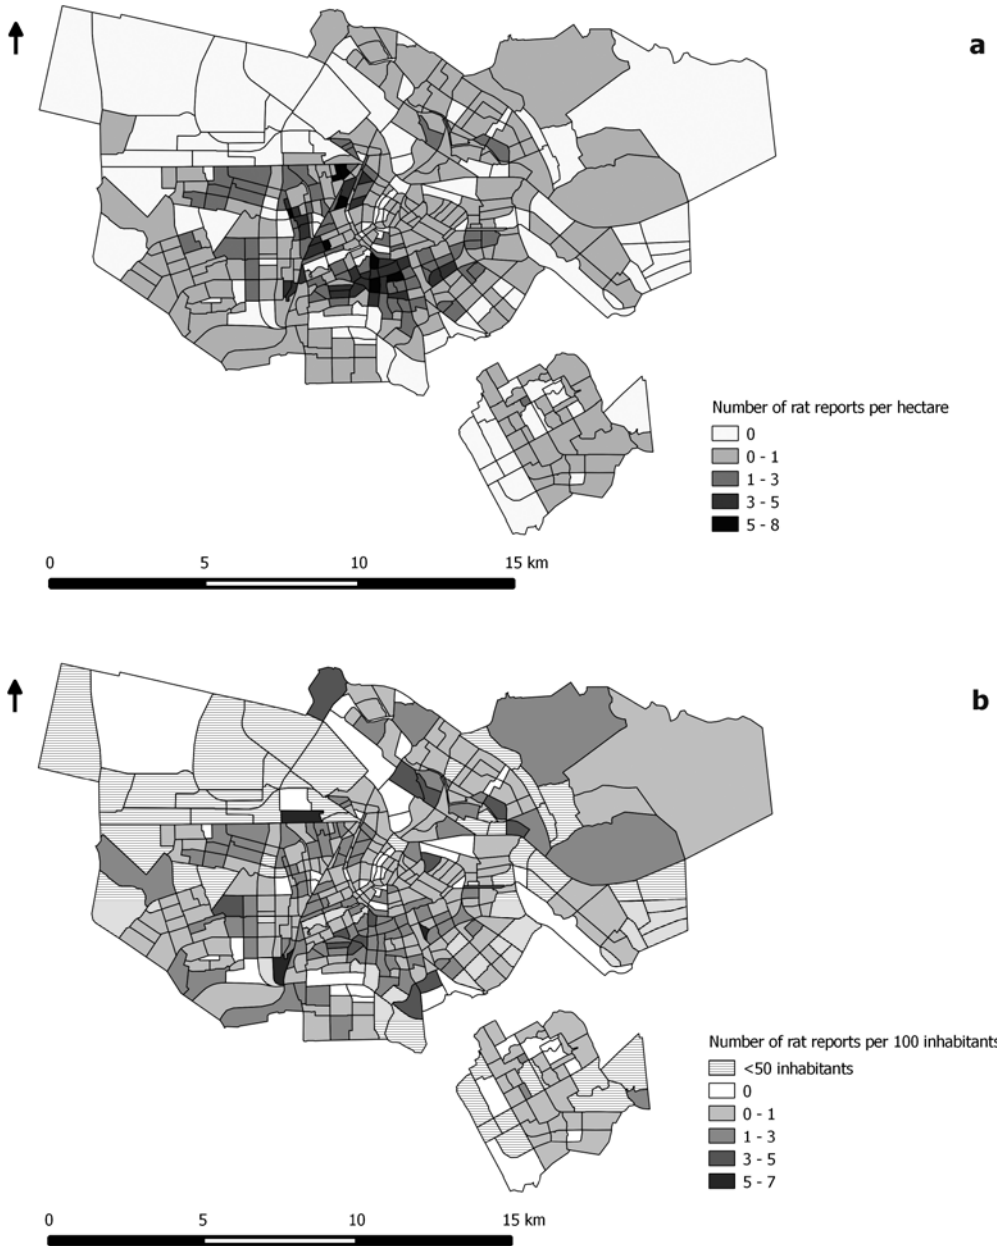 a
Number of rat reports per hectare
0
0 - 1
1 - 3
3 - 5
5 - 8
0 5 10 15 km
b
Number of rat reports per 100 inhabitants
<50 inhabitants
0
0 - 1
1 - 3
3 - 5
5 - 7
0 5 10 15 km